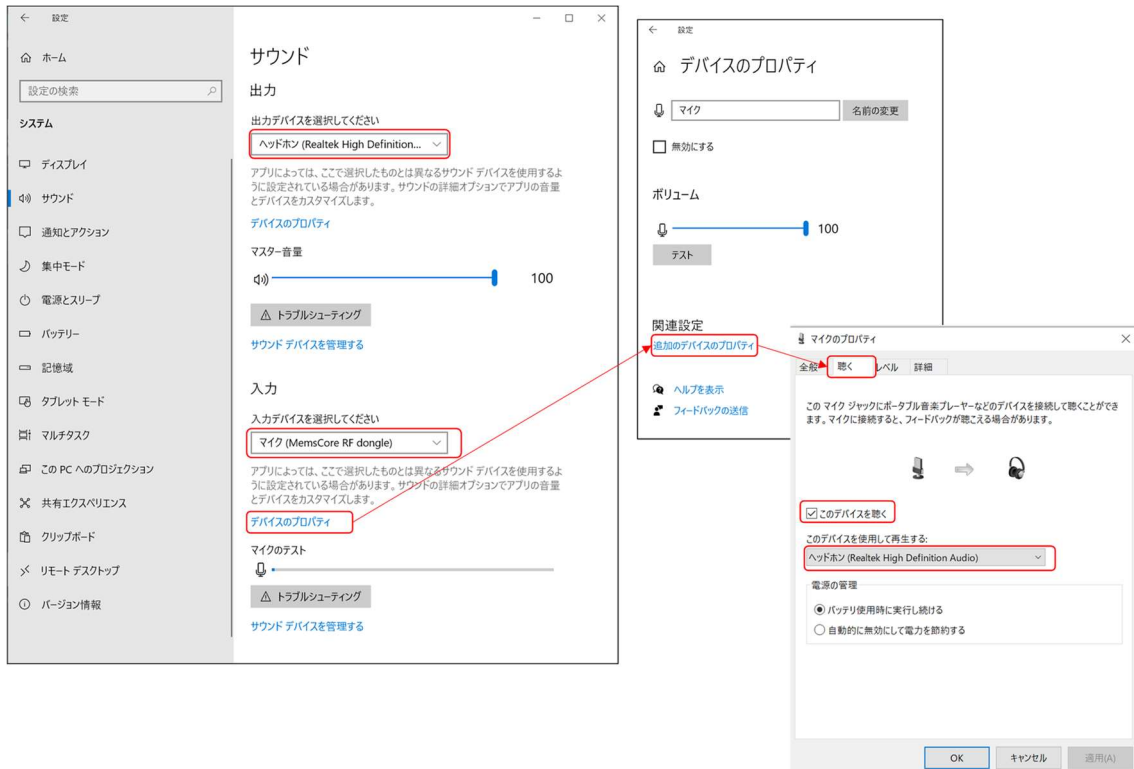 設定
ホーム
設定の検索
システム
ディスプレイ
サウンド
通知とアクション
集中モード
電源とスリープ
バッテリー
記憶域
タブレット モード
マルチタスク
この PC へのプロジェクション
共有エクスペリエンス
クリップボード
リモート デスクトップ
バージョン情報
サウンド
出力
出力デバイスを選択してください
ヘッドホン (Realtek High Definition...
アプリによっては、ここで選択したものとは異なるサウンド デバイスを使用するよ
うに設定されている場合があります。サウンドの詳細オプションでアプリの音量
とデバイスをカスタマイズします。
デバイスのプロパティ
マスター音量
100
トラブルシューティング
サウンド デバイスを管理する
入力
入力デバイスを選択してください
マイク (MemsCore RF dongle)
アプリによっては、ここで選択したものとは異なるサウンド デバイスを使用するよ
うに設定されている場合があります。サウンドの詳細オプションでアプリの音量
とデバイスをカスタマイズします。
デバイスのプロパティ
マイクのテスト
トラブルシューティング
サウンド デバイスを管理する
設定
デバイスのプロパティ
マイク
名前の変更
無効にする
ボリューム
100
テスト
関連設定
追加のデバイスのプロパティ
ヘルプを表示
フィードバックの送信
マイクのプロパティ
全般 聴く レベル 詳細
この マイク ジャックにポータブル音楽プレーヤーなどのデバイスを接続して聴くことができ
ます。マイクに接続すると、フィードバックが聴こえる場合があります。
このデバイスを聴く
このデバイスを使用して再生する:
ヘッドホン (Realtek High Definition Audio)
電源の管理
バッテリ使用時に実行し続ける
自動的に無効にして電力を節約する
OK キャンセル 適用(A)